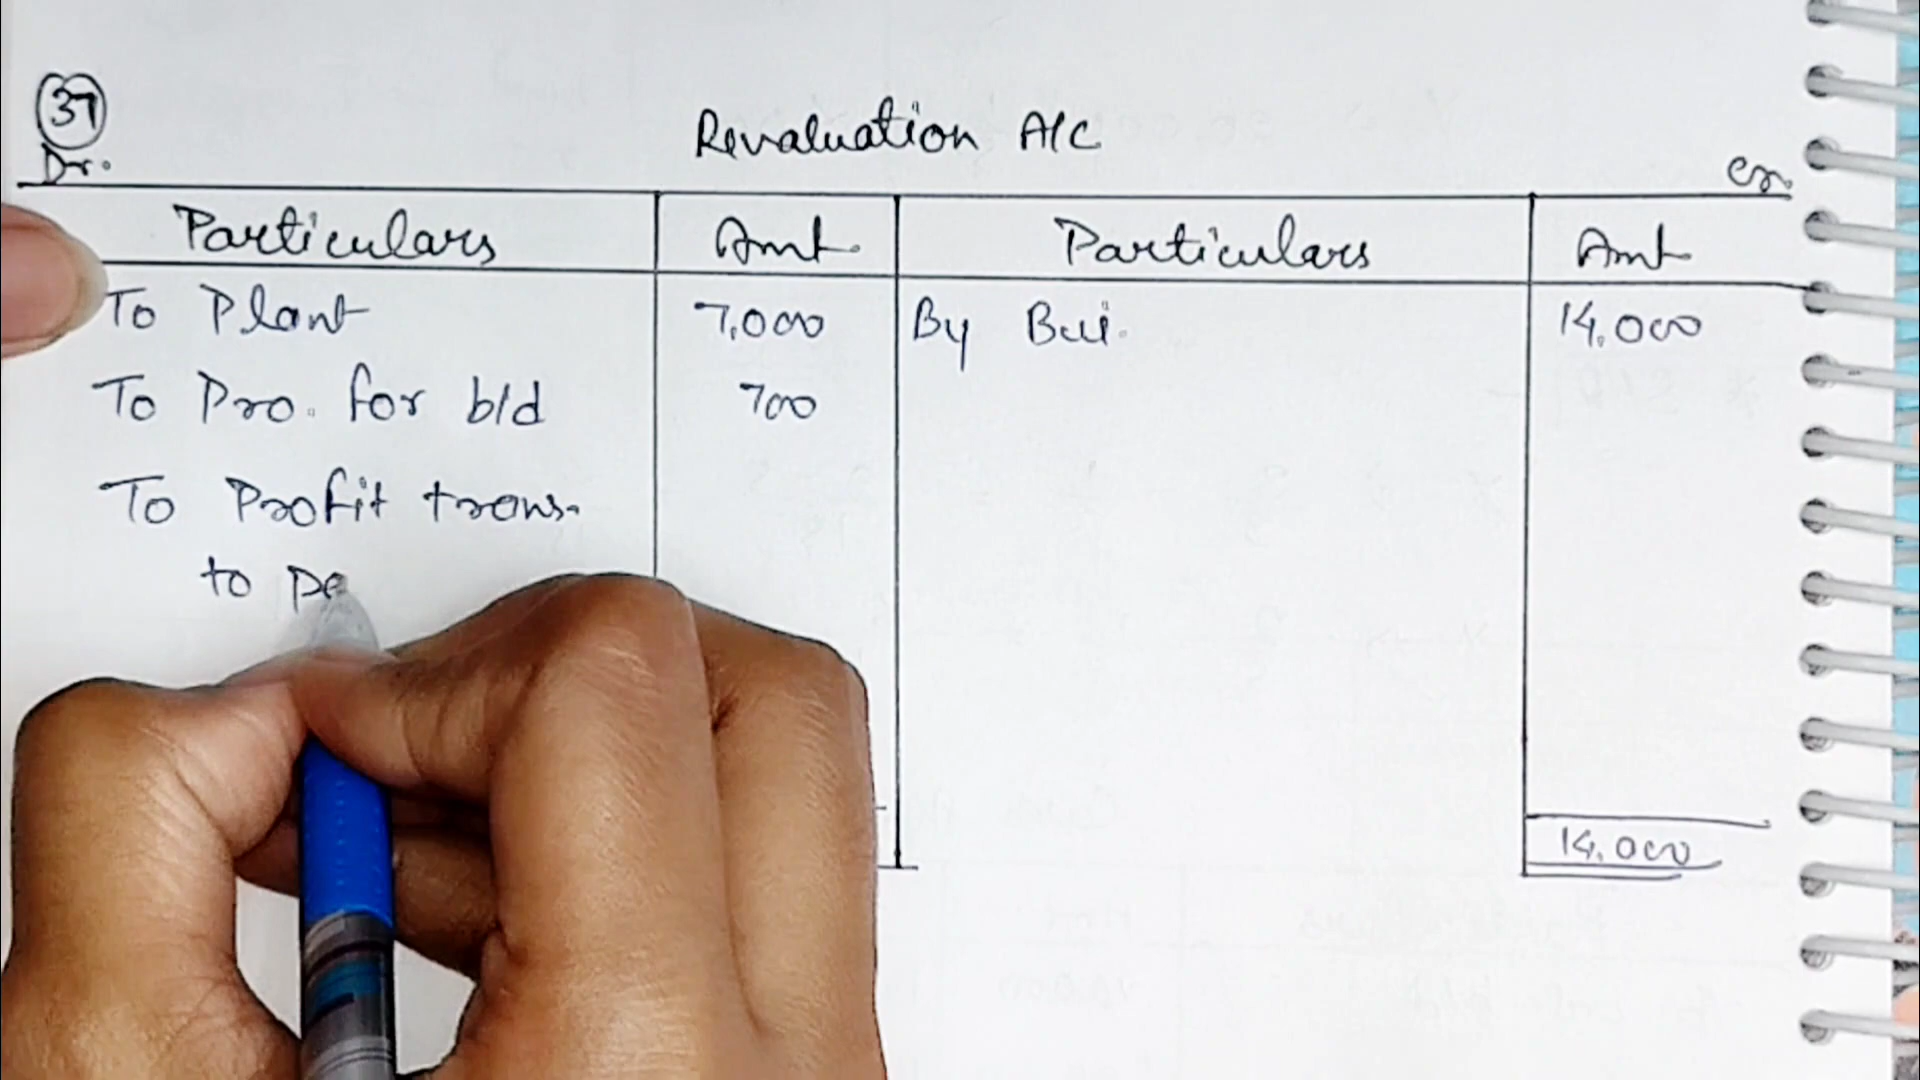 37
Revaluation A/C
Dr. Cr.
Particulars Amt. Particulars Amt
To Plant 7,000 By Bui. 14,000
To Pro. for b/d 700
To Profit trans.
to Pa
14,000